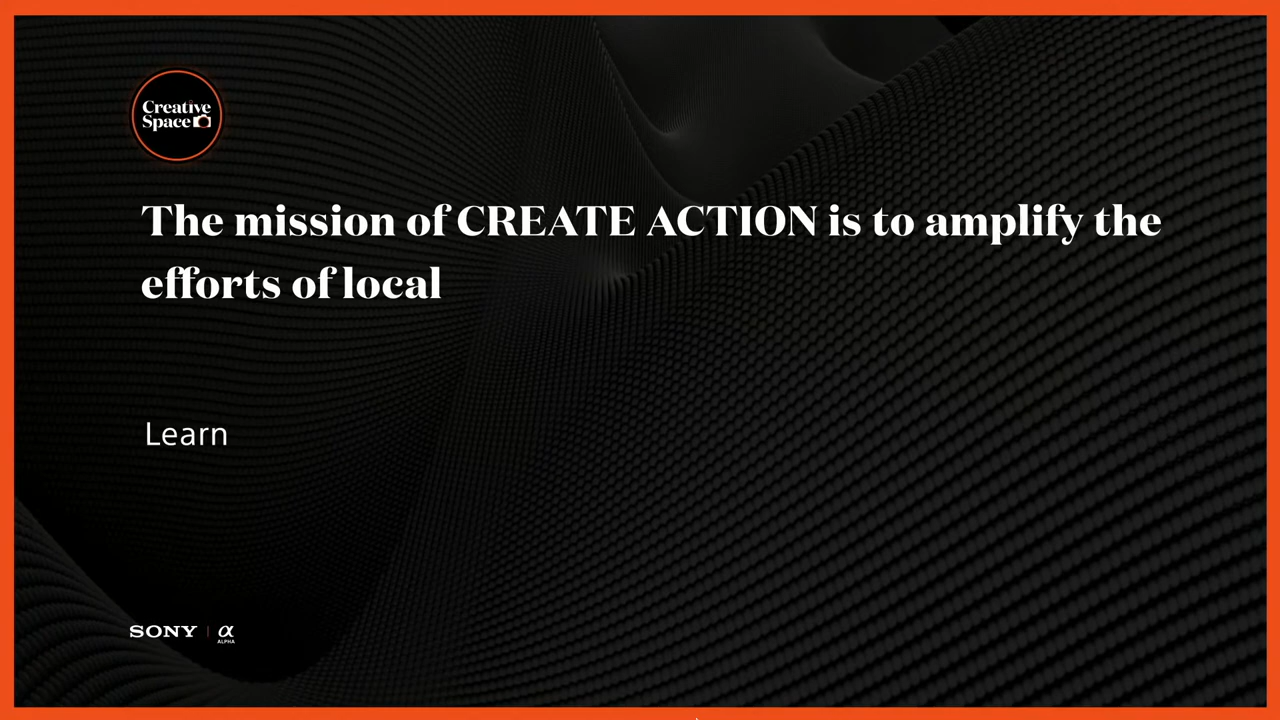 Creative
Space
The mission of CREATE ACTION is to amplify the
efforts of local
Learn
SONY | α
ALPHA